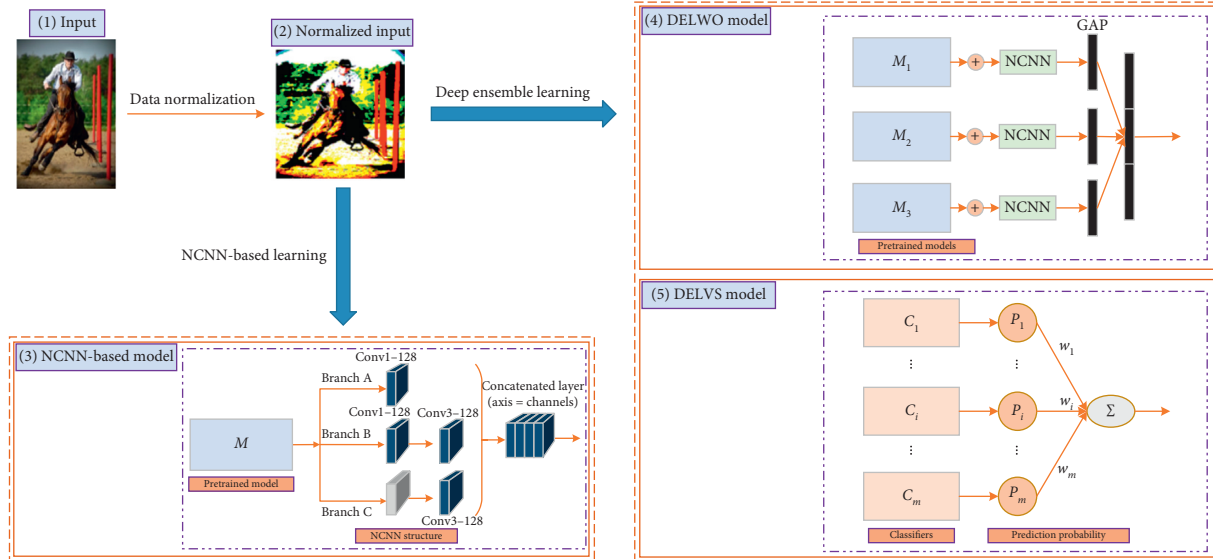 (1) Input
Data normalization
(2) Normalized input
Deep ensemble learning
NCNN-based learning
(3) NCNN-based model
M
Pretrained model
Branch A
Conv1–128
Branch B
Conv1–128
Conv3–128
Branch C
Conv3–128
NCNN structure
Concatenated layer
(axis = channels)
(4) DELWO model
GAP
M1
+
NCNN
M2
+
NCNN
M3
+
NCNN
Pretrained models
(5) DELVS model
C1
P1
w1
...
...
Ci
Pi
wi
Σ
...
...
Cm
Pm
wm
Classifiers
Prediction probability